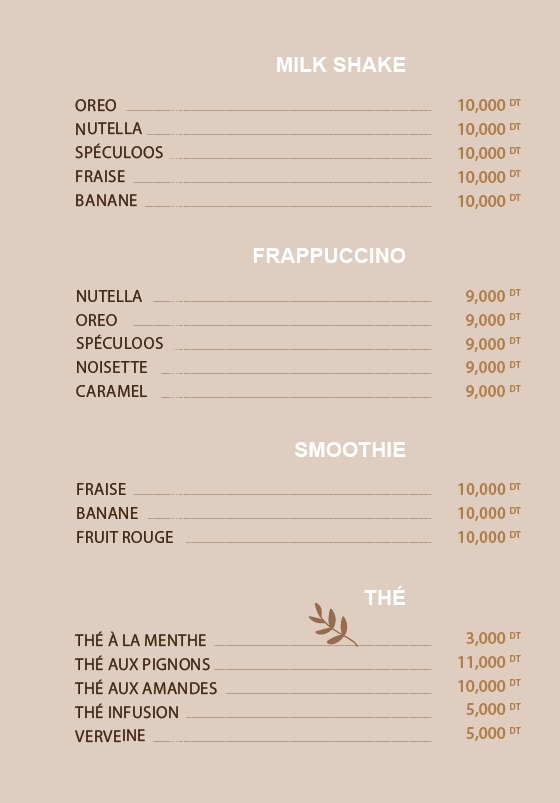 MILK SHAKE
OREO 10,000 DT
NUTELLA 10,000 DT
SPÉCULOOS 10,000 DT
FRAISE 10,000 DT
BANANE 10,000 DT
FRAPPUCCINO
NUTELLA 9,000 DT
OREO 9,000 DT
SPÉCULOOS 9,000 DT
NOISETTE 9,000 DT
CARAMEL 9,000 DT
SMOOTHIE
FRAISE 10,000 DT
BANANE 10,000 DT
FRUIT ROUGE 10,000 DT
THÉ
THÉ À LA MENTHE 3,000 DT
THÉ AUX PIGNONS 11,000 DT
THÉ AUX AMANDES 10,000 DT
THÉ INFUSION 5,000 DT
VERVEINE 5,000 DT